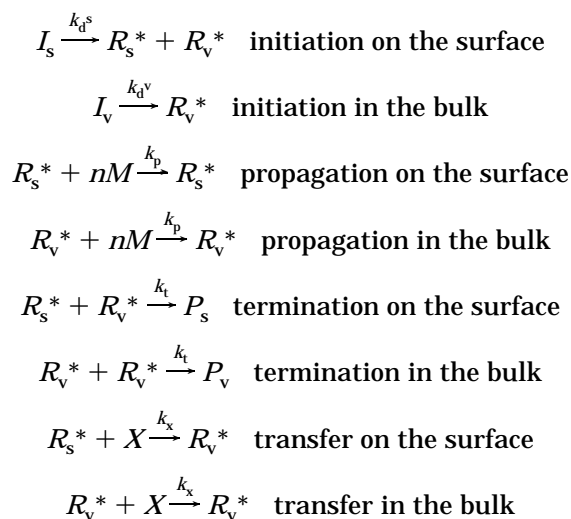 I_s —k_d^s→ R_s* + R_v* initiation on the surface
I_v —k_d^v→ R_v* initiation in the bulk
R_s* + nM —k_p→ R_s* propagation on the surface
R_v* + nM —k_p→ R_v* propagation in the bulk
R_s* + R_v* —k_t→ P_s termination on the surface
R_v* + R_v* —k_t→ P_v termination in the bulk
R_s* + X —k_x→ R_v* transfer on the surface
R_v* + X —k_x→ R_v* transfer in the bulk